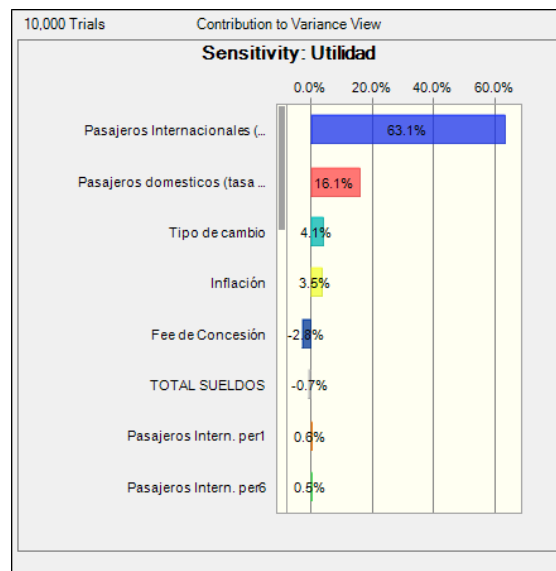 10,000 Trials Contribution to Variance View
Sensitivity: Utilidad
0.0% 20.0% 40.0% 60.0%
Pasajeros Internacionales (... 63.1%
Pasajeros domesticos (tasa ... 16.1%
Tipo de cambio 4.1%
Inflación 3.5%
Fee de Concesión -2.8%
TOTAL SUELDOS -0.7%
Pasajeros Intern. per1 0.6%
Pasajeros Intern. per6 0.5%